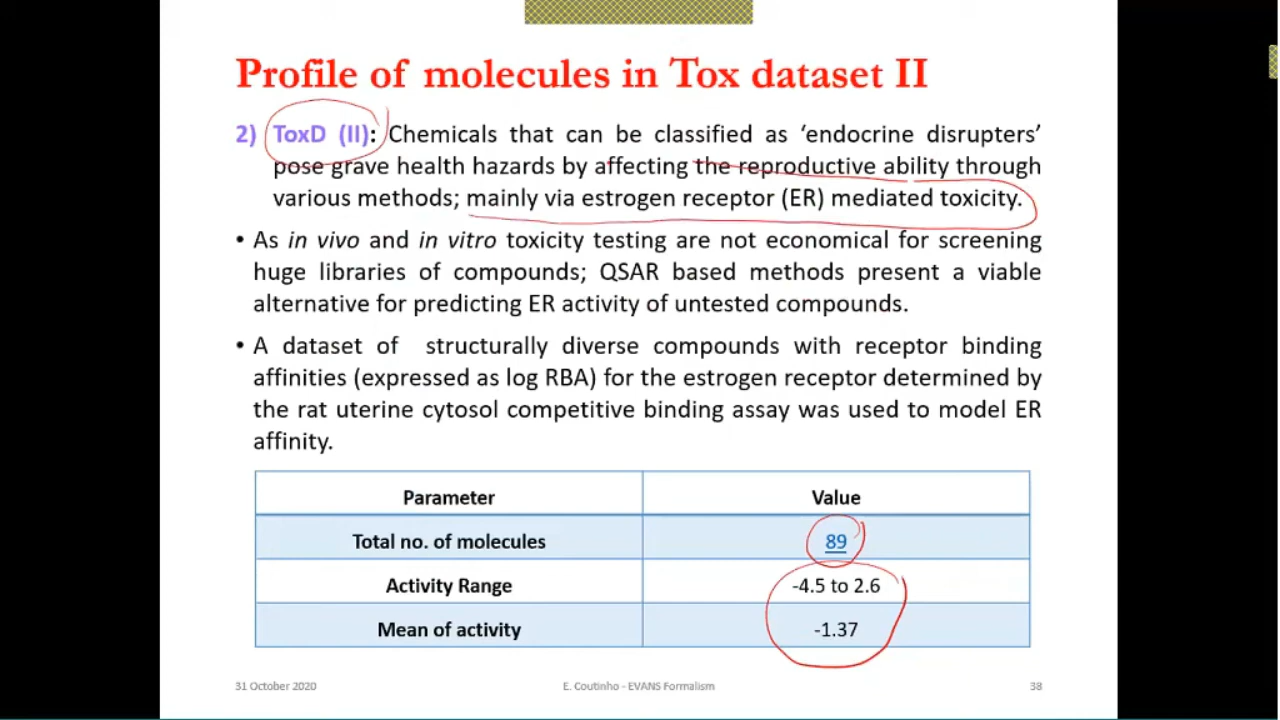 Profile of molecules in Tox dataset II
2) ToxD (II): Chemicals that can be classified as ‘endocrine disrupters’
pose grave health hazards by affecting the reproductive ability through
various methods; mainly via estrogen receptor (ER) mediated toxicity.
• As in vivo and in vitro toxicity testing are not economical for screening
huge libraries of compounds; QSAR based methods present a viable
alternative for predicting ER activity of untested compounds.
• A dataset of structurally diverse compounds with receptor binding
affinities (expressed as log RBA) for the estrogen receptor determined by
the rat uterine cytosol competitive binding assay was used to model ER
affinity.
Parameter Value
Total no. of molecules 89
Activity Range -4.5 to 2.6
Mean of activity -1.37
31 October 2020 E. Coutinho - EVANS Formalism 38